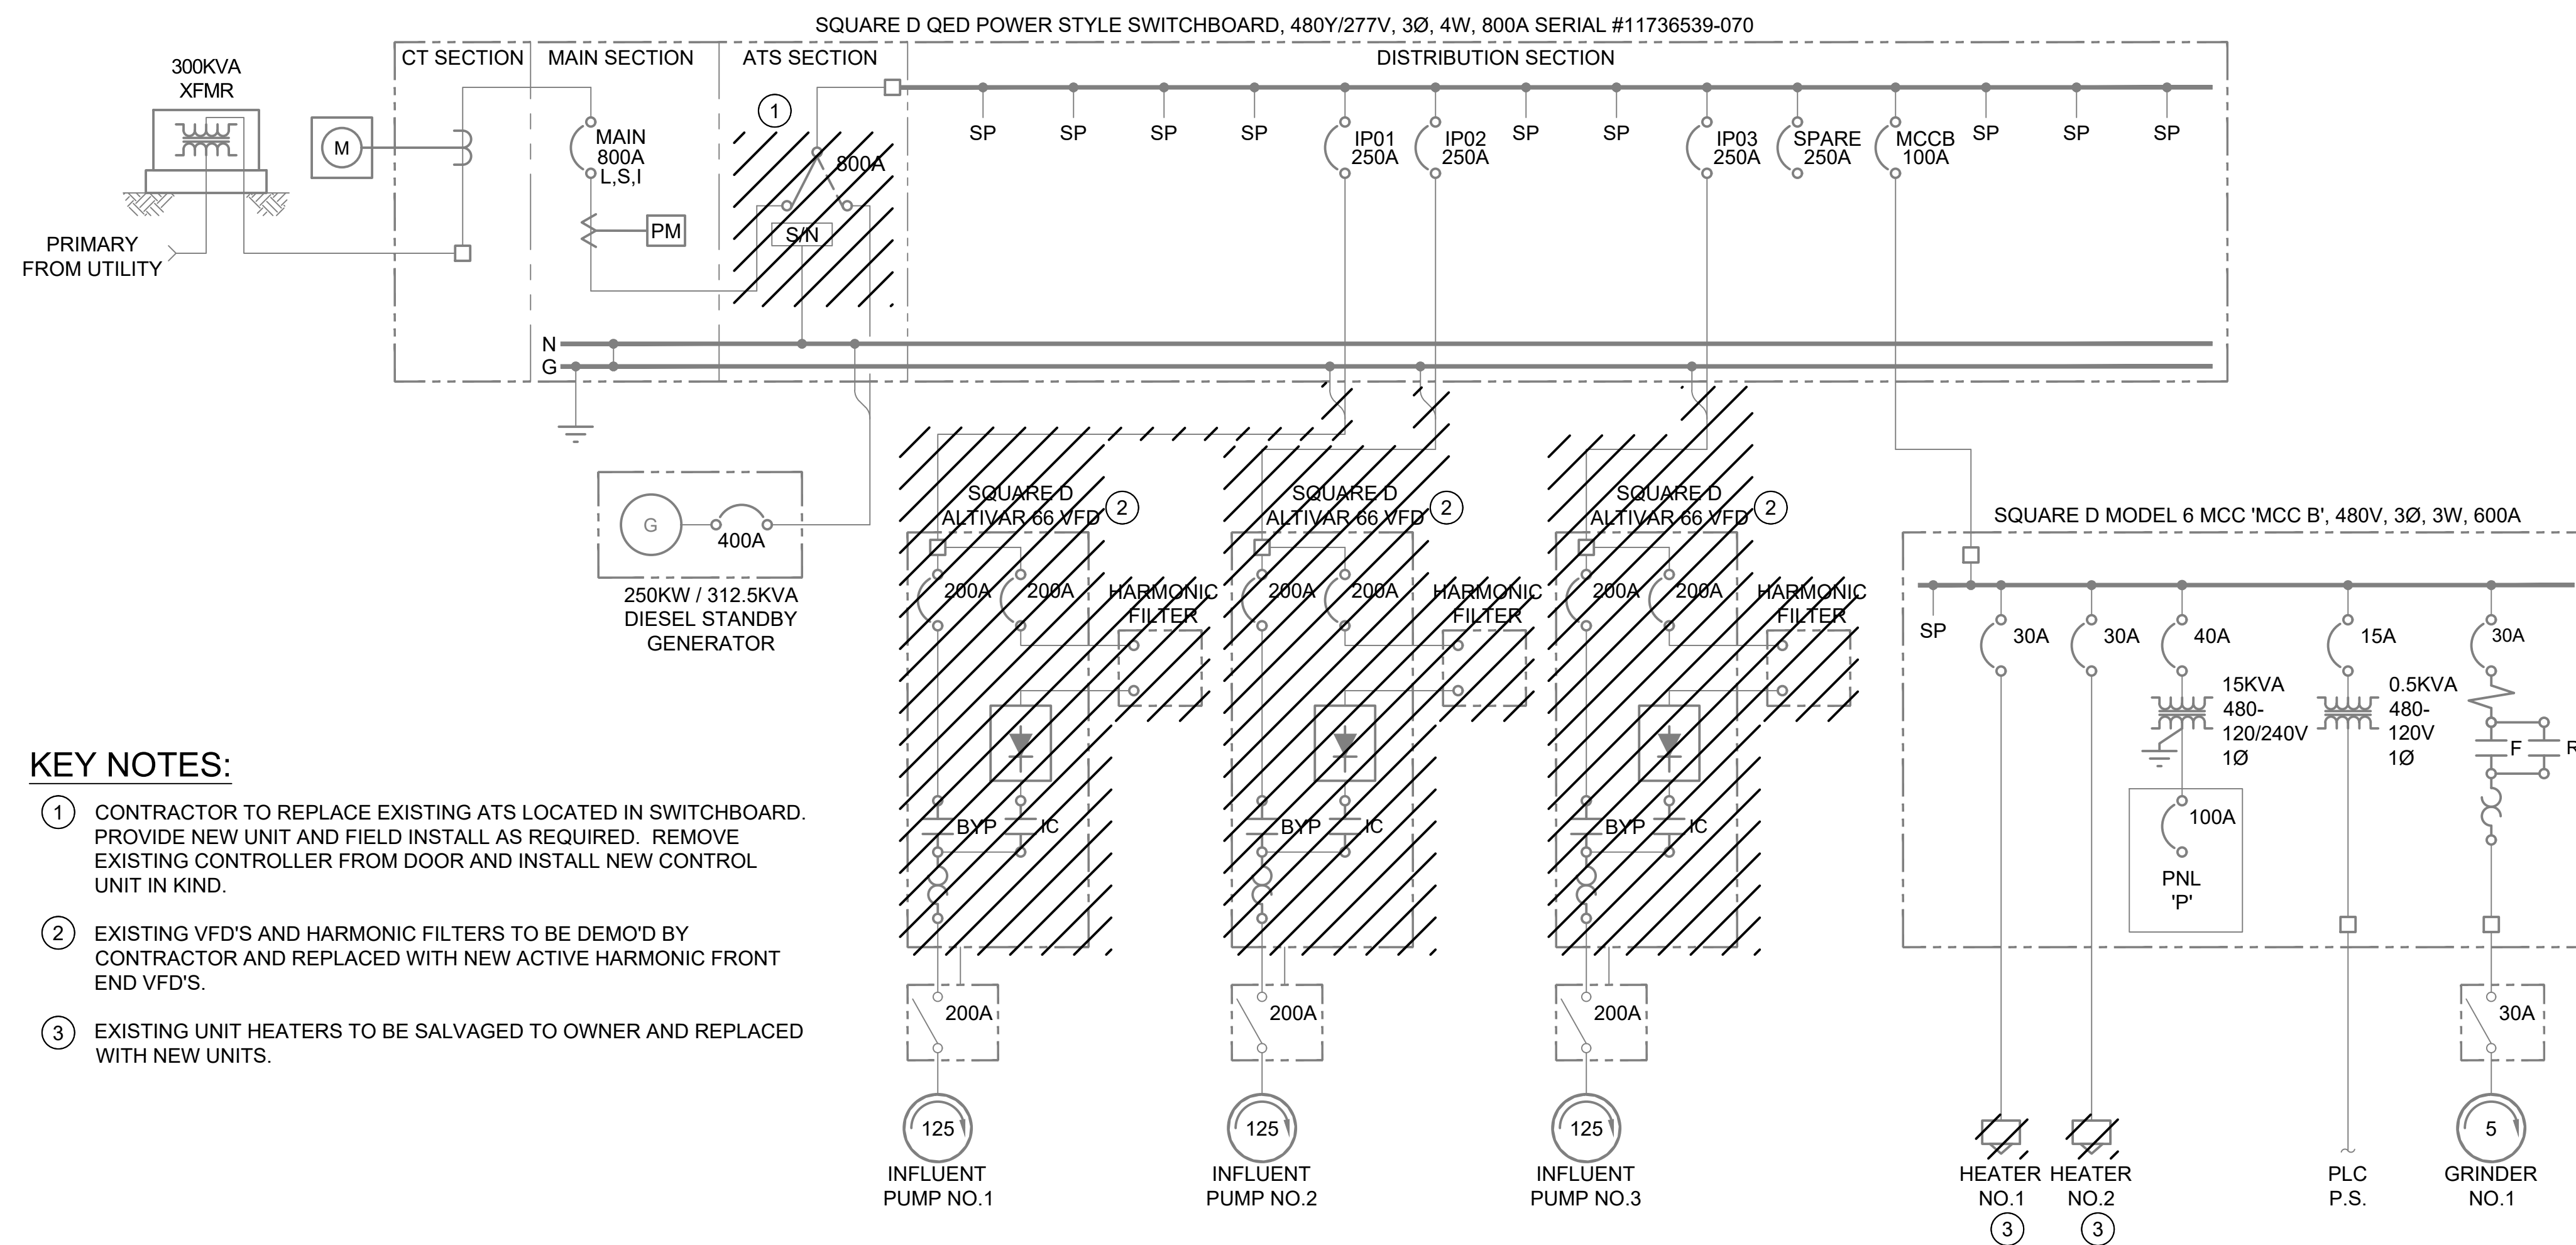 SQUARE D QED POWER STYLE SWITCHBOARD, 480Y/277V, 3Ø, 4W, 800A SERIAL #11736539-070
CT SECTION
MAIN SECTION
ATS SECTION
DISTRIBUTION SECTION
300KVA
XFMR
M
PRIMARY
FROM UTILITY
MAIN
800A
L,S,I
PM
1
800A
S/N
SP
SP
SP
SP
IP01
250A
IP02
250A
SP
SP
IP03
250A
SPARE
250A
MCCB
100A
SP
SP
SP
N
G
G
400A
250KW / 312.5KVA
DIESEL STANDBY
GENERATOR
SQUARE D
ALTIVAR 66 VFD
2
200A
200A
HARMONIC
FILTER
BYP
IC
200A
125
INFLUENT
PUMP NO.1
SQUARE D
ALTIVAR 66 VFD
2
200A
200A
HARMONIC
FILTER
BYP
IC
200A
125
INFLUENT
PUMP NO.2
SQUARE D
ALTIVAR 66 VFD
2
200A
200A
HARMONIC
FILTER
BYP
IC
200A
125
INFLUENT
PUMP NO.3
SQUARE D MODEL 6 MCC 'MCC B', 480V, 3Ø, 3W, 600A
SP
30A
30A
40A
15A
30A
15KVA
480-
120/240V
1Ø
0.5KVA
480-
120V
1Ø
F
R
100A
PNL
'P'
30A
5
HEATER
NO.1
3
HEATER
NO.2
3
PLC
P.S.
GRINDER
NO.1
KEY NOTES:
1 CONTRACTOR TO REPLACE EXISTING ATS LOCATED IN SWITCHBOARD.
PROVIDE NEW UNIT AND FIELD INSTALL AS REQUIRED. REMOVE
EXISTING CONTROLLER FROM DOOR AND INSTALL NEW CONTROL
UNIT IN KIND.
2 EXISTING VFD'S AND HARMONIC FILTERS TO BE DEMO'D BY
CONTRACTOR AND REPLACED WITH NEW ACTIVE HARMONIC FRONT
END VFD'S.
3 EXISTING UNIT HEATERS TO BE SALVAGED TO OWNER AND REPLACED
WITH NEW UNITS.